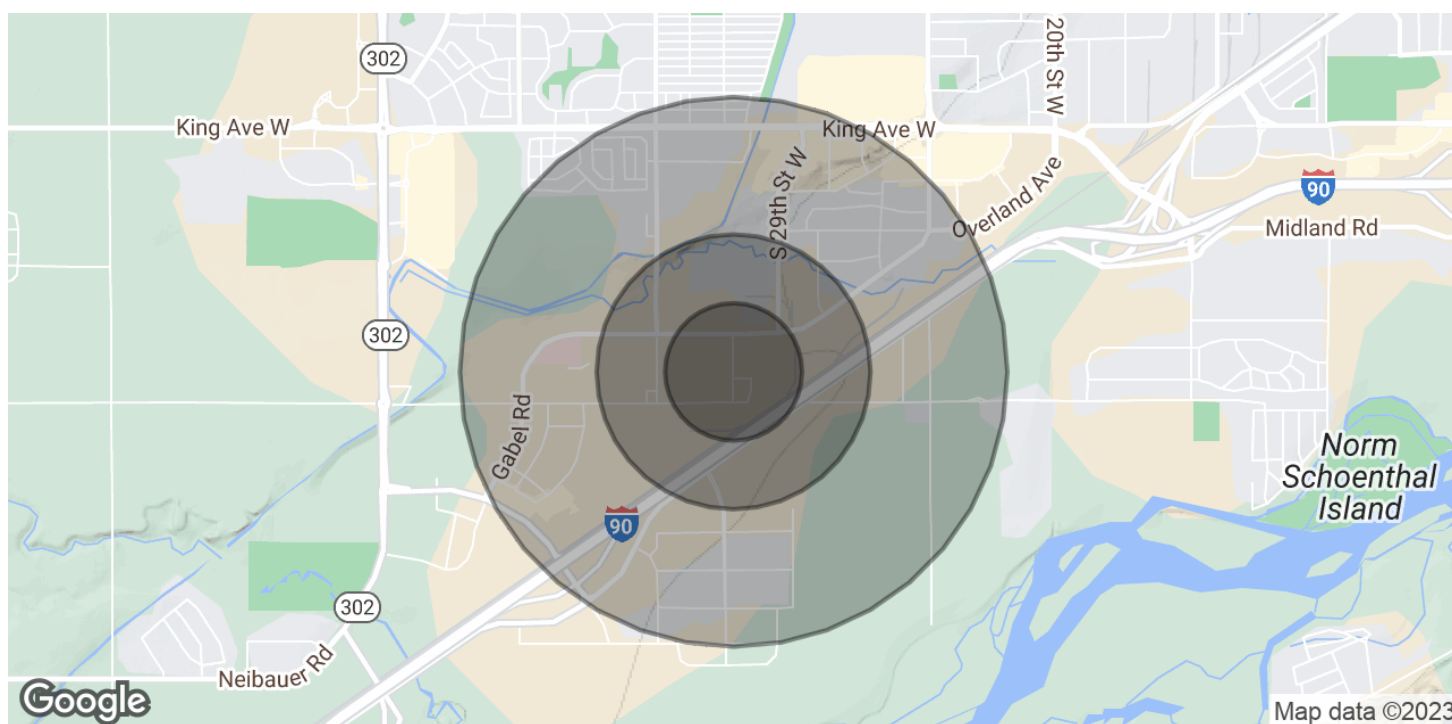 302
20th St W
King Ave W
King Ave W
S 29th St W
Overland Ave
90
Midland Rd
302
Gabel Rd
Norm
Schoenthal
Island
90
302
Neibauer Rd
Google
Map data ©2023